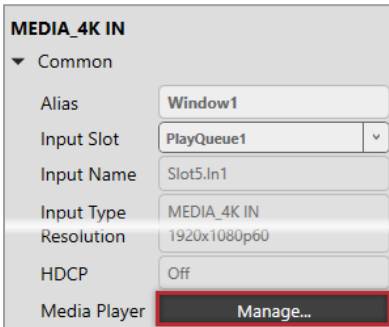 MEDIA_4K IN
Common
Alias Window1
Input Slot PlayQueue1
Input Name Slot5.In1
Input Type MEDIA_4K IN
Resolution 1920x1080p60
HDCP Off
Media Player Manage...